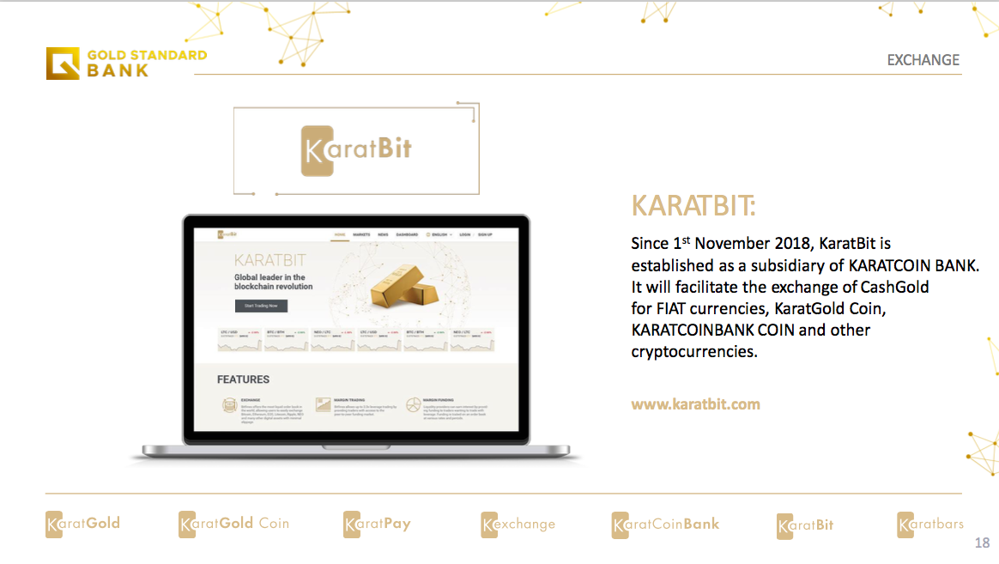 GOLD STANDARD
BANK
EXCHANGE
KaratBit
KaratBit
HOME MARKETS NEWS DASHBOARD ENGLISH LOGIN SIGN UP
KARATBIT
Global leader in the
blockchain revolution
Start Trading Now
LTC / USD BTC / ETH NEO / LTC LTC / USD BTC / ETH NEO / LTC
FEATURES
EXCHANGE MARGIN TRADING MARGIN FUNDING
KARATBIT:
Since 1st November 2018, KaratBit is
established as a subsidiary of KARATCOIN BANK.
It will facilitate the exchange of CashGold
for FIAT currencies, KaratGold Coin,
KARATCOINBANK COIN and other
cryptocurrencies.
www.karatbit.com
KaratGold KaratGold Coin KaratPay Kexchange KaratCoinBank KaratBit Karatbars
18